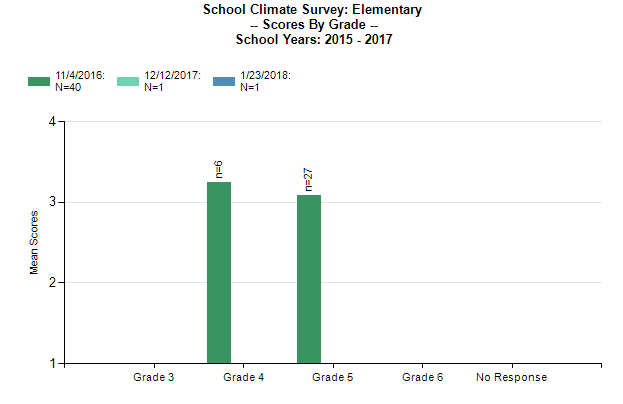 School Climate Survey: Elementary
-- Scores By Grade --
School Years: 2015 - 2017
11/4/2016:
N=40
12/12/2017:
N=1
1/23/2018:
N=1
4
3
2
1
Mean Scores
n=6
n=27
Grade 3
Grade 4
Grade 5
Grade 6
No Response